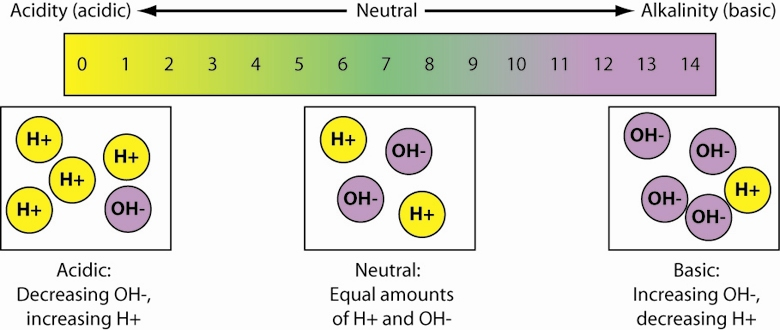 Acidity (acidic) Neutral Alkalinity (basic)
0 1 2 3 4 5 6 7 8 9 10 11 12 13 14
H+
H+
H+
H+
OH-
H+
OH-
OH-
H+
OH-
OH-
OH-
OH-
H+
Acidic:
Decreasing OH-,
increasing H+
Neutral:
Equal amounts
of H+ and OH-
Basic:
Increasing OH-,
decreasing H+